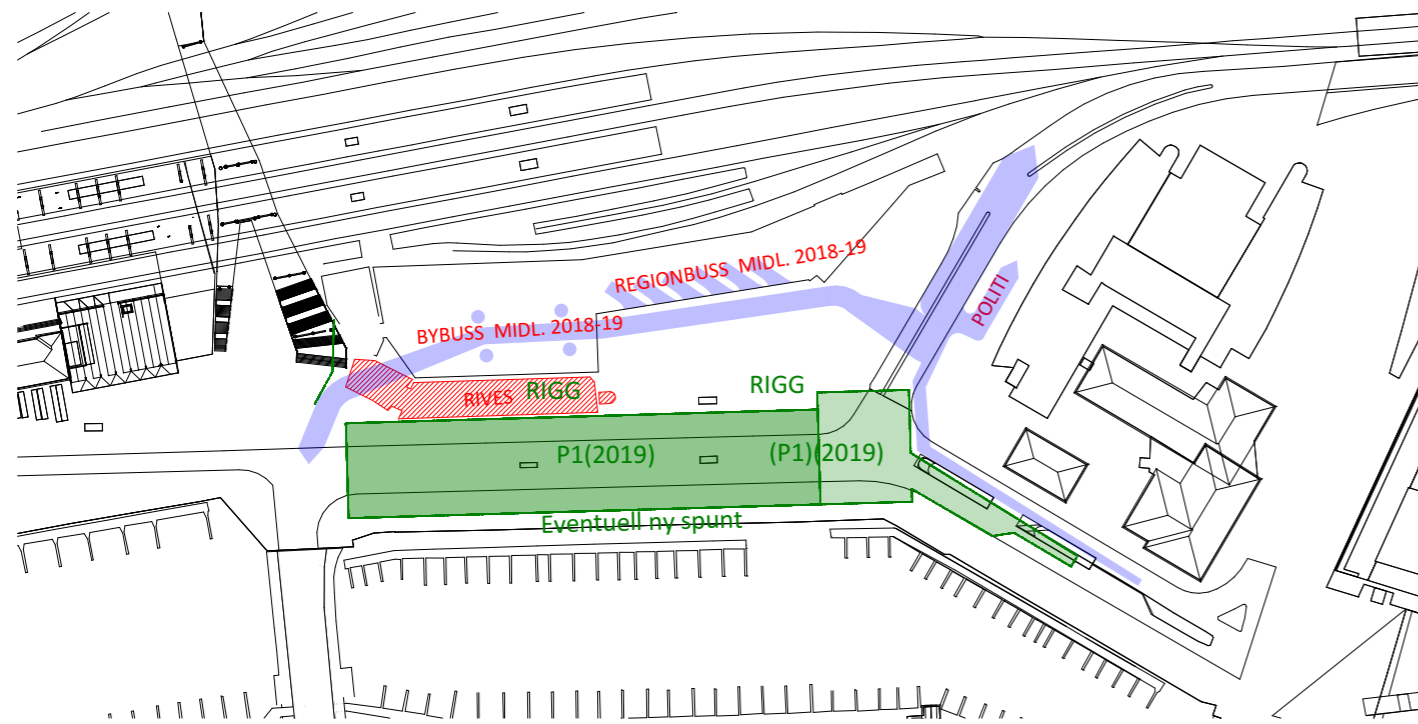 REGIONBUSS MIDL. 2018-19
POLITI
BYBUSS MIDL. 2018-19
RIGG
RIVES
RIGG
P1(2019)
(P1)(2019)
Eventuell ny spunt